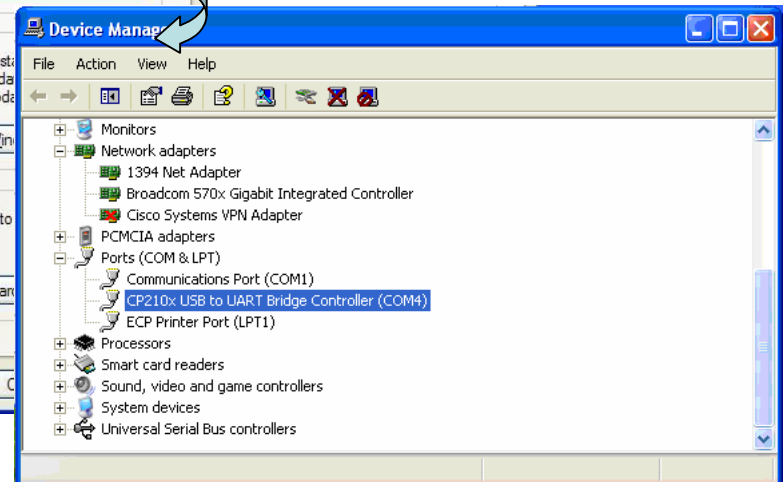 Device Manag
File Action View Help
Monitors
Network adapters
1394 Net Adapter
Broadcom 570x Gigabit Integrated Controller
Cisco Systems VPN Adapter
PCMCIA adapters
Ports (COM & LPT)
Communications Port (COM1)
CP210x USB to UART Bridge Controller (COM4)
ECP Printer Port (LPT1)
Processors
Smart card readers
Sound, video and game controllers
System devices
Universal Serial Bus controllers